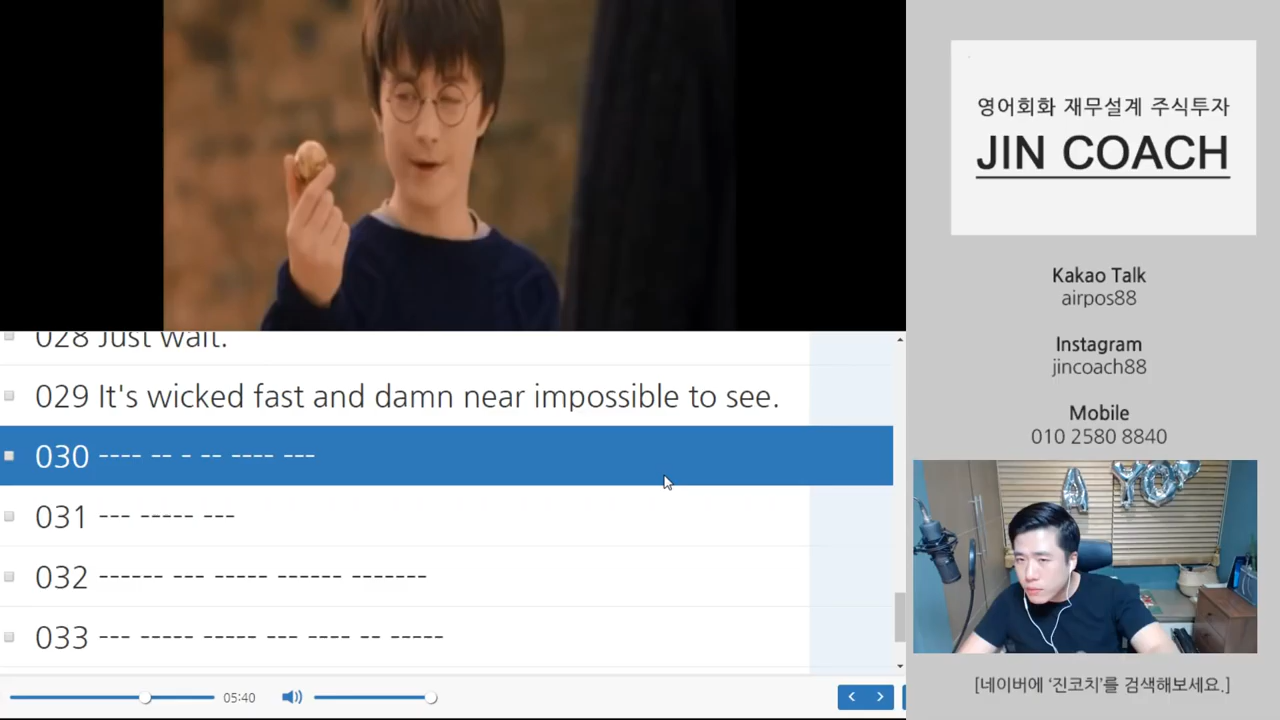 028 Just wait.
029 It's wicked fast and damn near impossible to see.
030 ---- -- - -- ---- ---
031 --- ----- ---
032 ------ --- ----- ------ -------
033 --- ----- ----- --- ---- -- -----
05:40
영어회화 재무설계 주식투자
JIN COACH
Kakao Talk
airpos88
Instagram
jincoach88
Mobile
010 2580 8840
A YOU
[네이버에 '진코치'를 검색해보세요.]